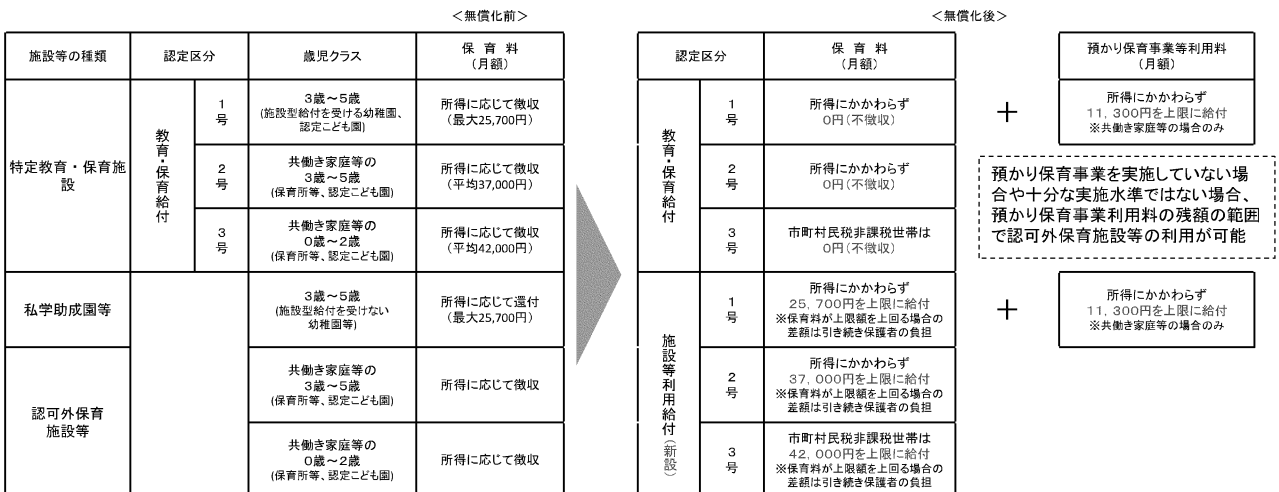 ＜無償化前＞
施設等の種類
認定区分
歳児クラス
保　育　料
（月額）
特定教育・保育施
設
教育・保育給付
1
号
３歳～５歳
(施設型給付を受ける幼稚園、
認定こども園)
所得に応じて徴収
（最大25,700円）
2
号
共働き家庭等の
３歳～５歳
(保育所等、認定こども園)
所得に応じて徴収
（平均37,000円）
3
号
共働き家庭等の
０歳～２歳
(保育所等、認定こども園)
所得に応じて徴収
（平均42,000円）
私学助成園等
３歳～５歳
(施設型給付を受けない
幼稚園等)
所得に応じて還付
（最大25,700円）
認可外保育
施設等
共働き家庭等の
３歳～５歳
(保育所等、認定こども園)
所得に応じて徴収
共働き家庭等の
０歳～２歳
(保育所等、認定こども園)
所得に応じて徴収
＜無償化後＞
認定区分
保　育　料
（月額）
教育・保育給付
1
号
所得にかかわらず
０円（不徴収）
2
号
所得にかかわらず
０円（不徴収）
3
号
市町村民税非課税世帯は
０円（不徴収）
施設等利用給付（新設）
1
号
所得にかかわらず
２５，７００円を上限に給付
※保育料が上限額を上回る場合の
差額は引き続き保護者の負担
2
号
所得にかかわらず
３７，０００円を上限に給付
※保育料が上限額を上回る場合の
差額は引き続き保護者の負担
3
号
市町村民税非課税世帯は
４２，０００円を上限に給付
※保育料が上限額を上回る場合の
差額は引き続き保護者の負担
＋
＋
預かり保育事業等利用料
（月額）
所得にかかわらず
１１，３００円を上限に給付
※共働き家庭等の場合のみ
預かり保育事業を実施していない場
合や十分な実施水準ではない場合、
預かり保育事業利用料の残額の範囲
で認可外保育施設等の利用が可能
所得にかかわらず
１１，３００円を上限に給付
※共働き家庭等の場合のみ